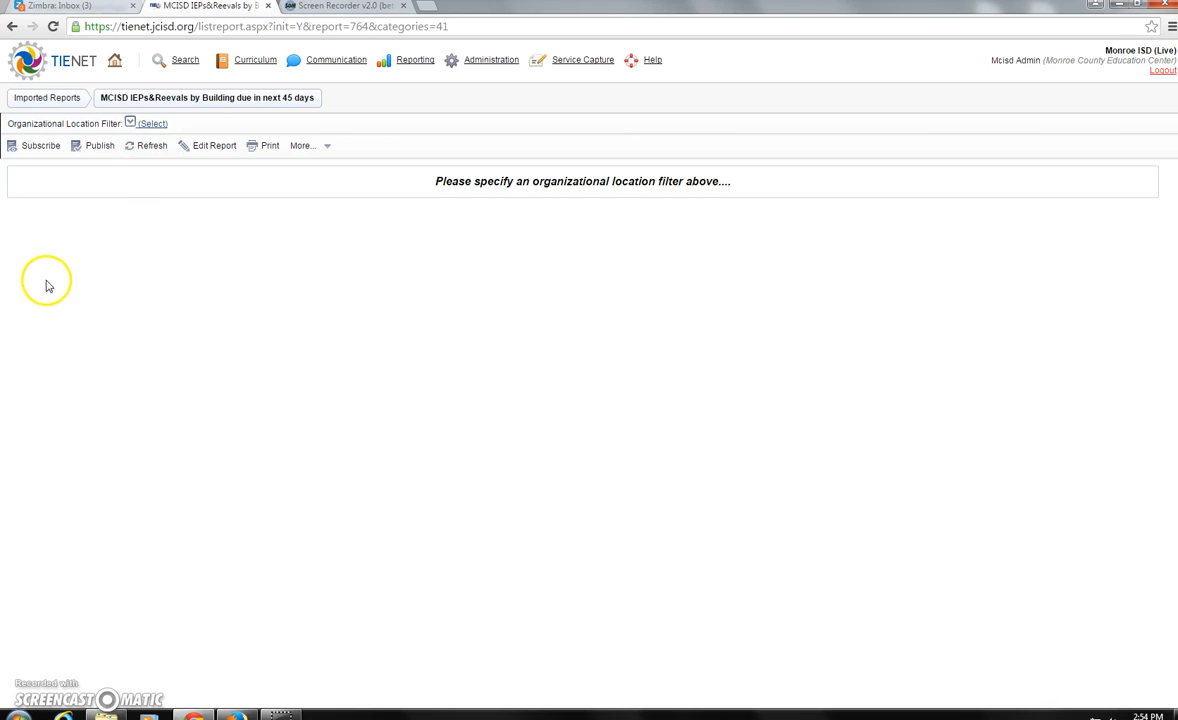 Zimbra: Inbox (3)
MCISD IEPs&Reevals by B
Screen Recorder v2.0 (be
https://tienet.jcisd.org/listreport.aspx?init=Y&report=764&categories=41
TIENET
Search
Curriculum
Communication
Reporting
Administration
Service Capture
Help
Monroe ISD (Live)
Mcisd Admin (Monroe County Education Center)
Logout
Imported Reports
MCISD IEPs&Reevals by Building due in next 45 days
Organizational Location Filter: (Select)
Subscribe
Publish
Refresh
Edit Report
Print
More...
Please specify an organizational location filter above....
Recorded with
SCREENCAST-O-MATIC
2:54 PM